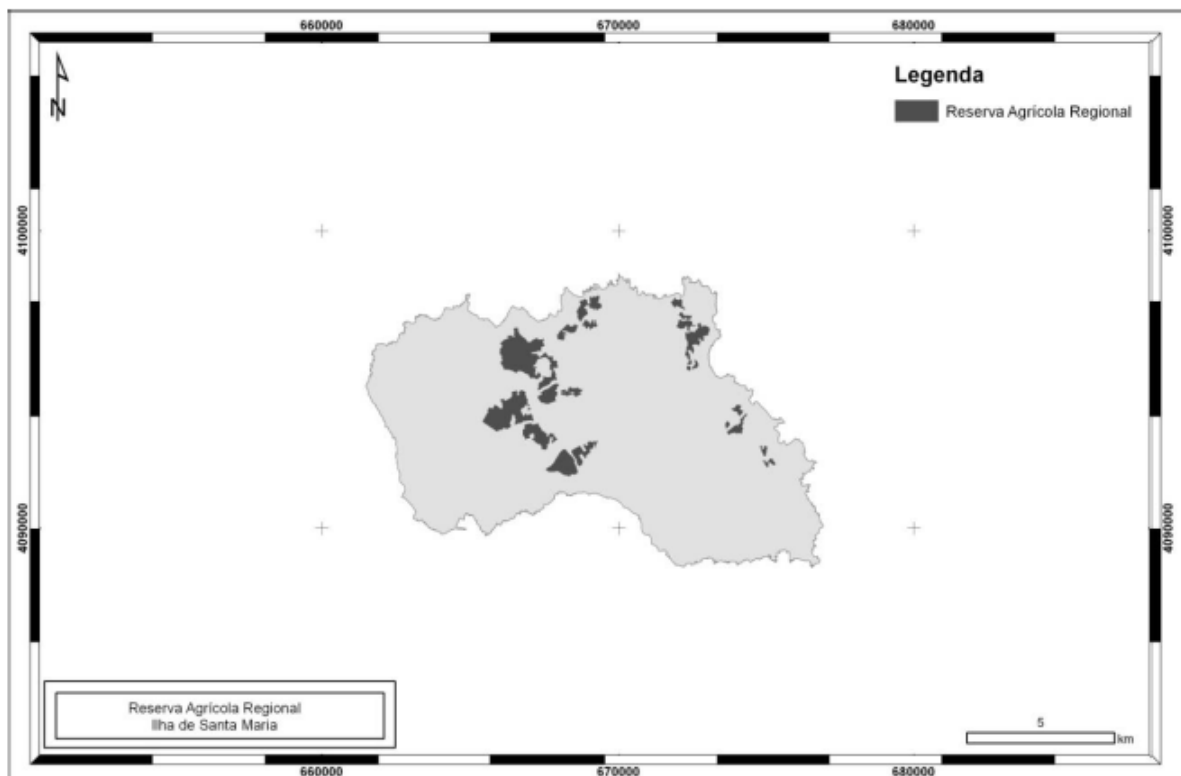 660000
670000
680000
N
Legenda
Reserva Agrícola Regional
4100000
4100000
4090000
4090000
Reserva Agrícola Regional
Ilha de Santa Maria
5
km
660000
670000
680000